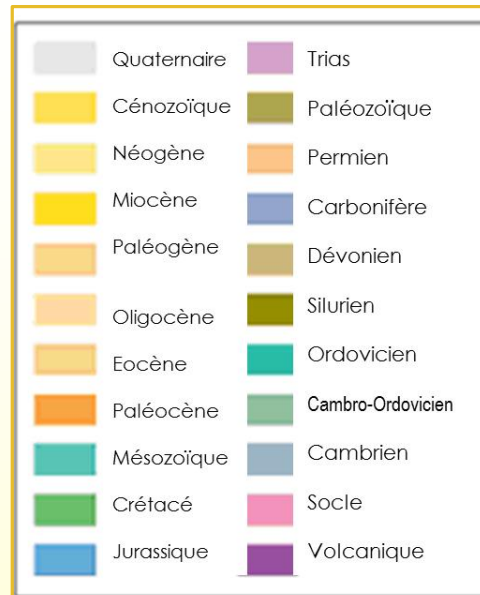 Quaternaire
Cénozoïque
Néogène
Miocène
Paléogène
Oligocène
Eocène
Paléocène
Mésozoïque
Crétacé
Jurassique
Trias
Paléozoïque
Permien
Carbonifère
Dévonien
Silurien
Ordovicien
Cambro-Ordovicien
Cambrien
Socle
Volcanique